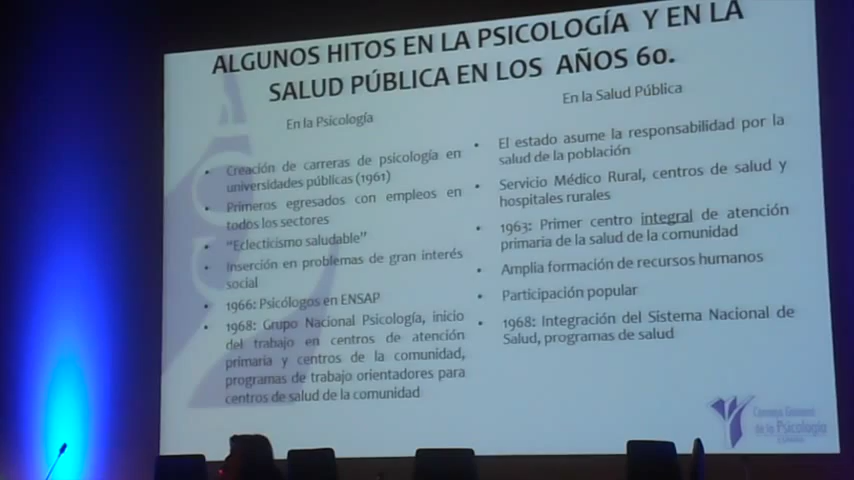 ALGUNOS HITOS EN LA PSICOLOGÍA Y EN LA
SALUD PÚBLICA EN LOS AÑOS 60.
En la Psicología
• Creación de carreras de psicología en
universidades públicas (1961)
• Primeros egresados con empleos en
todos los sectores
• "Eclecticismo saludable"
• Inserción en problemas de gran interés
social
• 1966: Psicólogos en ENSAP
• 1968: Grupo Nacional Psicología, inicio
del trabajo en centros de atención
primaria y centros de la comunidad,
programas de trabajo orientadores para
centros de salud de la comunidad
En la Salud Pública
• El estado asume la responsabilidad por la
salud de la población
• Servicio Médico Rural, centros de salud y
hospitales rurales
• 1963: Primer centro integral de atención
primaria de la salud de la comunidad
• Amplia formación de recursos humanos
• Participación popular
• 1968: Integración del Sistema Nacional de
Salud, programas de salud
Consejo General
de la Psicología
ESPAÑA